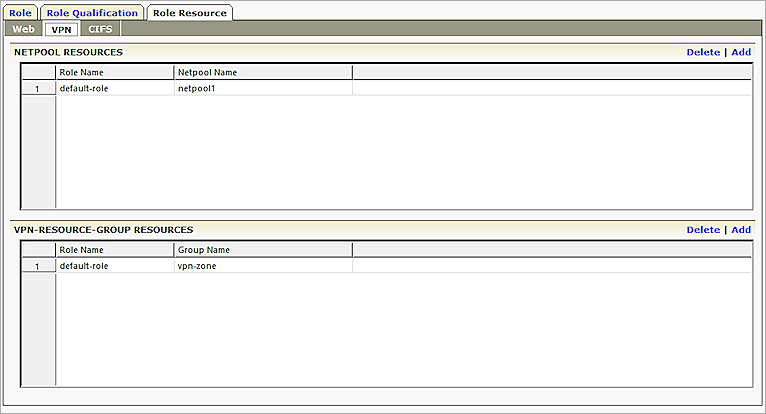 Role Role Qualification Role Resource
Web VPN CIFS
NETPOOL RESOURCES Delete | Add
Role Name Netpool Name
1 default-role netpool1
VPN-RESOURCE-GROUP RESOURCES Delete | Add
Role Name Group Name
1 default-role vpn-zone